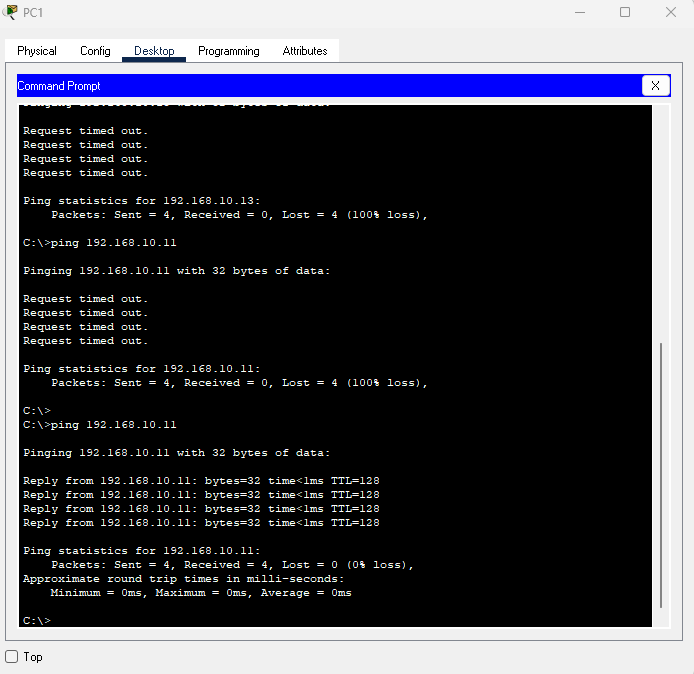 PC1
Physical Config Desktop Programming Attributes
Command Prompt
X
Request timed out.
Request timed out.
Request timed out.
Request timed out.
Ping statistics for 192.168.10.13:
Packets: Sent = 4, Received = 0, Lost = 4 (100% loss),
C:\>ping 192.168.10.11
Pinging 192.168.10.11 with 32 bytes of data:
Request timed out.
Request timed out.
Request timed out.
Request timed out.
Ping statistics for 192.168.10.11:
Packets: Sent = 4, Received = 0, Lost = 4 (100% loss),
C:\>
C:\>ping 192.168.10.11
Pinging 192.168.10.11 with 32 bytes of data:
Reply from 192.168.10.11: bytes=32 time<1ms TTL=128
Reply from 192.168.10.11: bytes=32 time<1ms TTL=128
Reply from 192.168.10.11: bytes=32 time<1ms TTL=128
Reply from 192.168.10.11: bytes=32 time<1ms TTL=128
Ping statistics for 192.168.10.11:
Packets: Sent = 4, Received = 4, Lost = 0 (0% loss),
Approximate round trip times in milli-seconds:
Minimum = 0ms, Maximum = 0ms, Average = 0ms
C:\>
Top